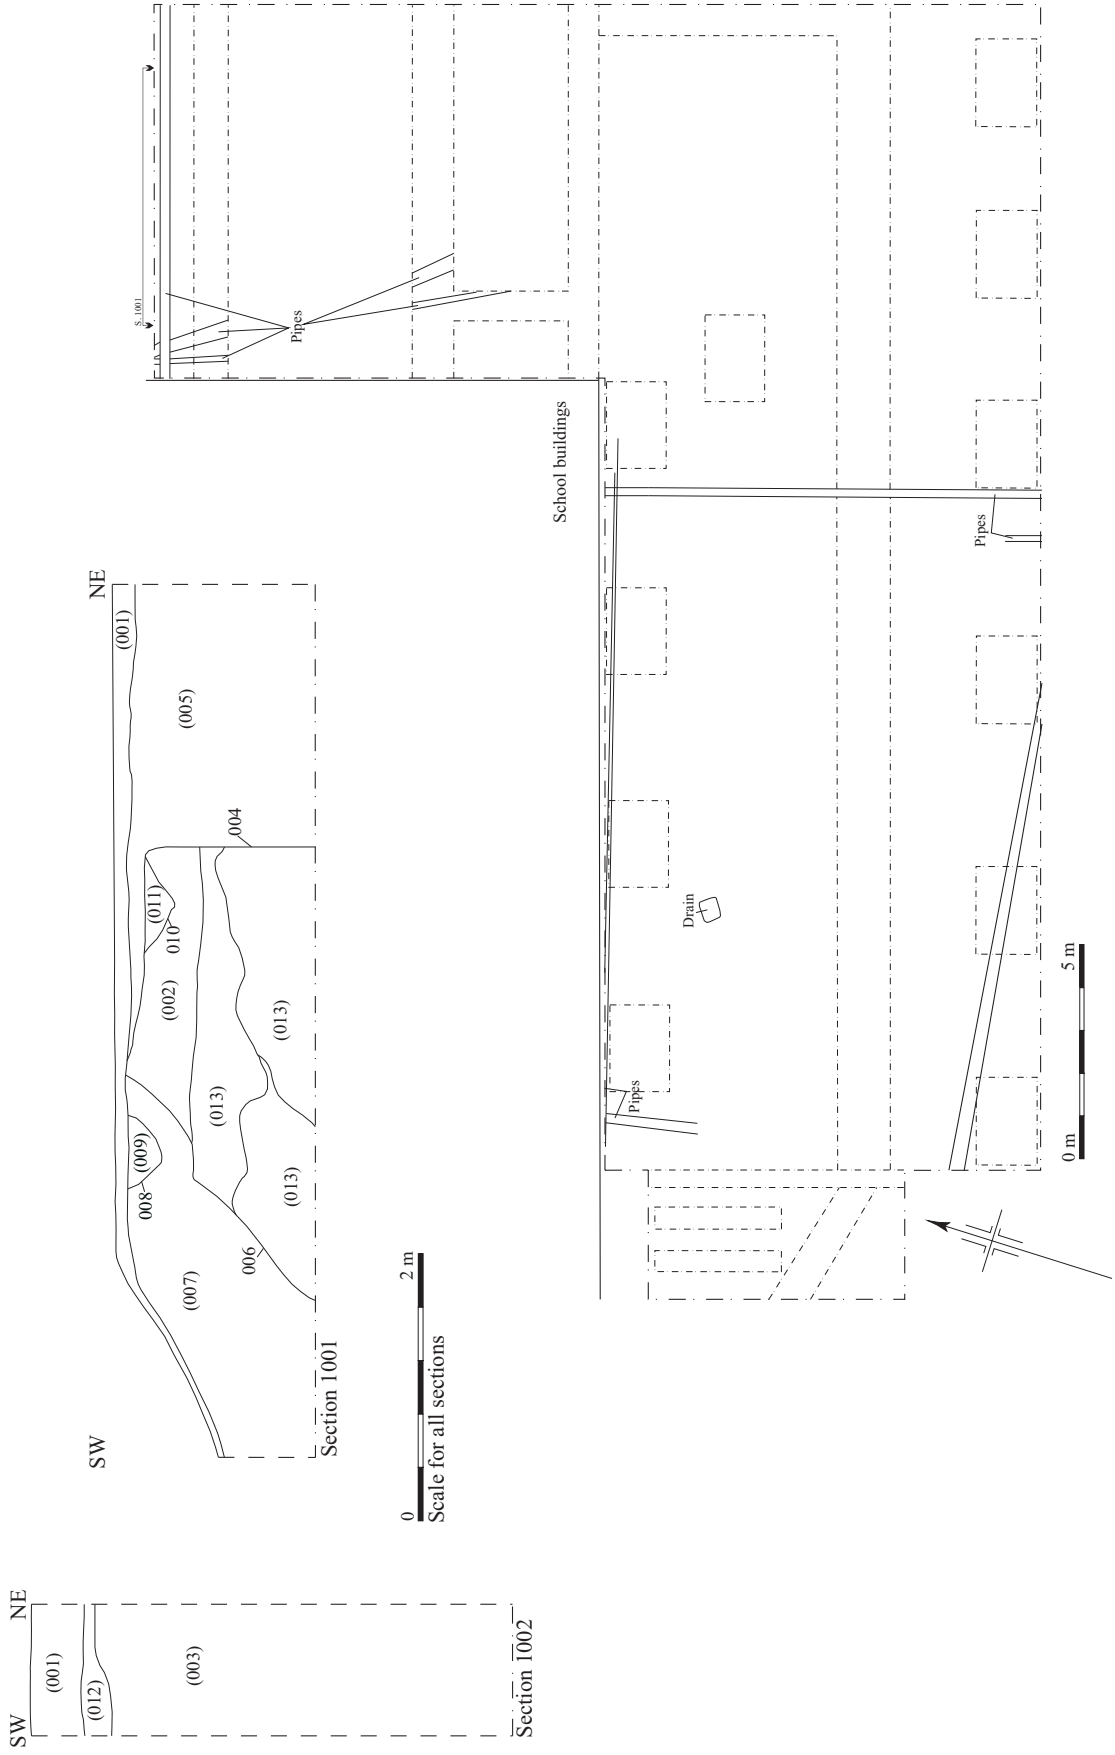 SW
NE
(001)
(012)
(003)
Section 1002
SW
NE
(001)
(005)
004
(011)
010
(002)
(009)
008
(013)
(013)
(013)
006
(007)
Section 1001
0
2 m
Scale for all sections
S. 1001
Pipes
School buildings
Pipes
Drain
Pipes
0 m
5 m